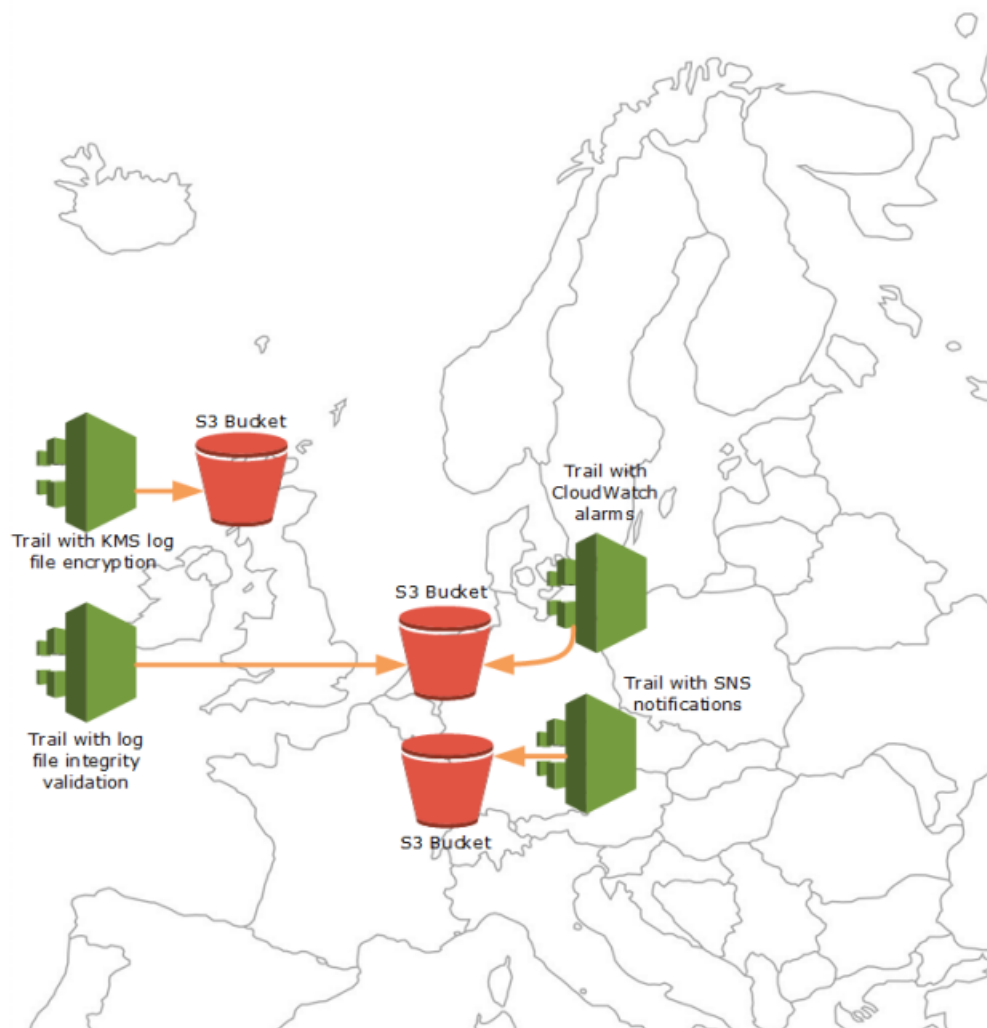 S3 Bucket
Trail with KMS log
file encryption
Trail with
CloudWatch
alarms
S3 Bucket
Trail with log
file integrity
validation
Trail with SNS
notifications
S3 Bucket